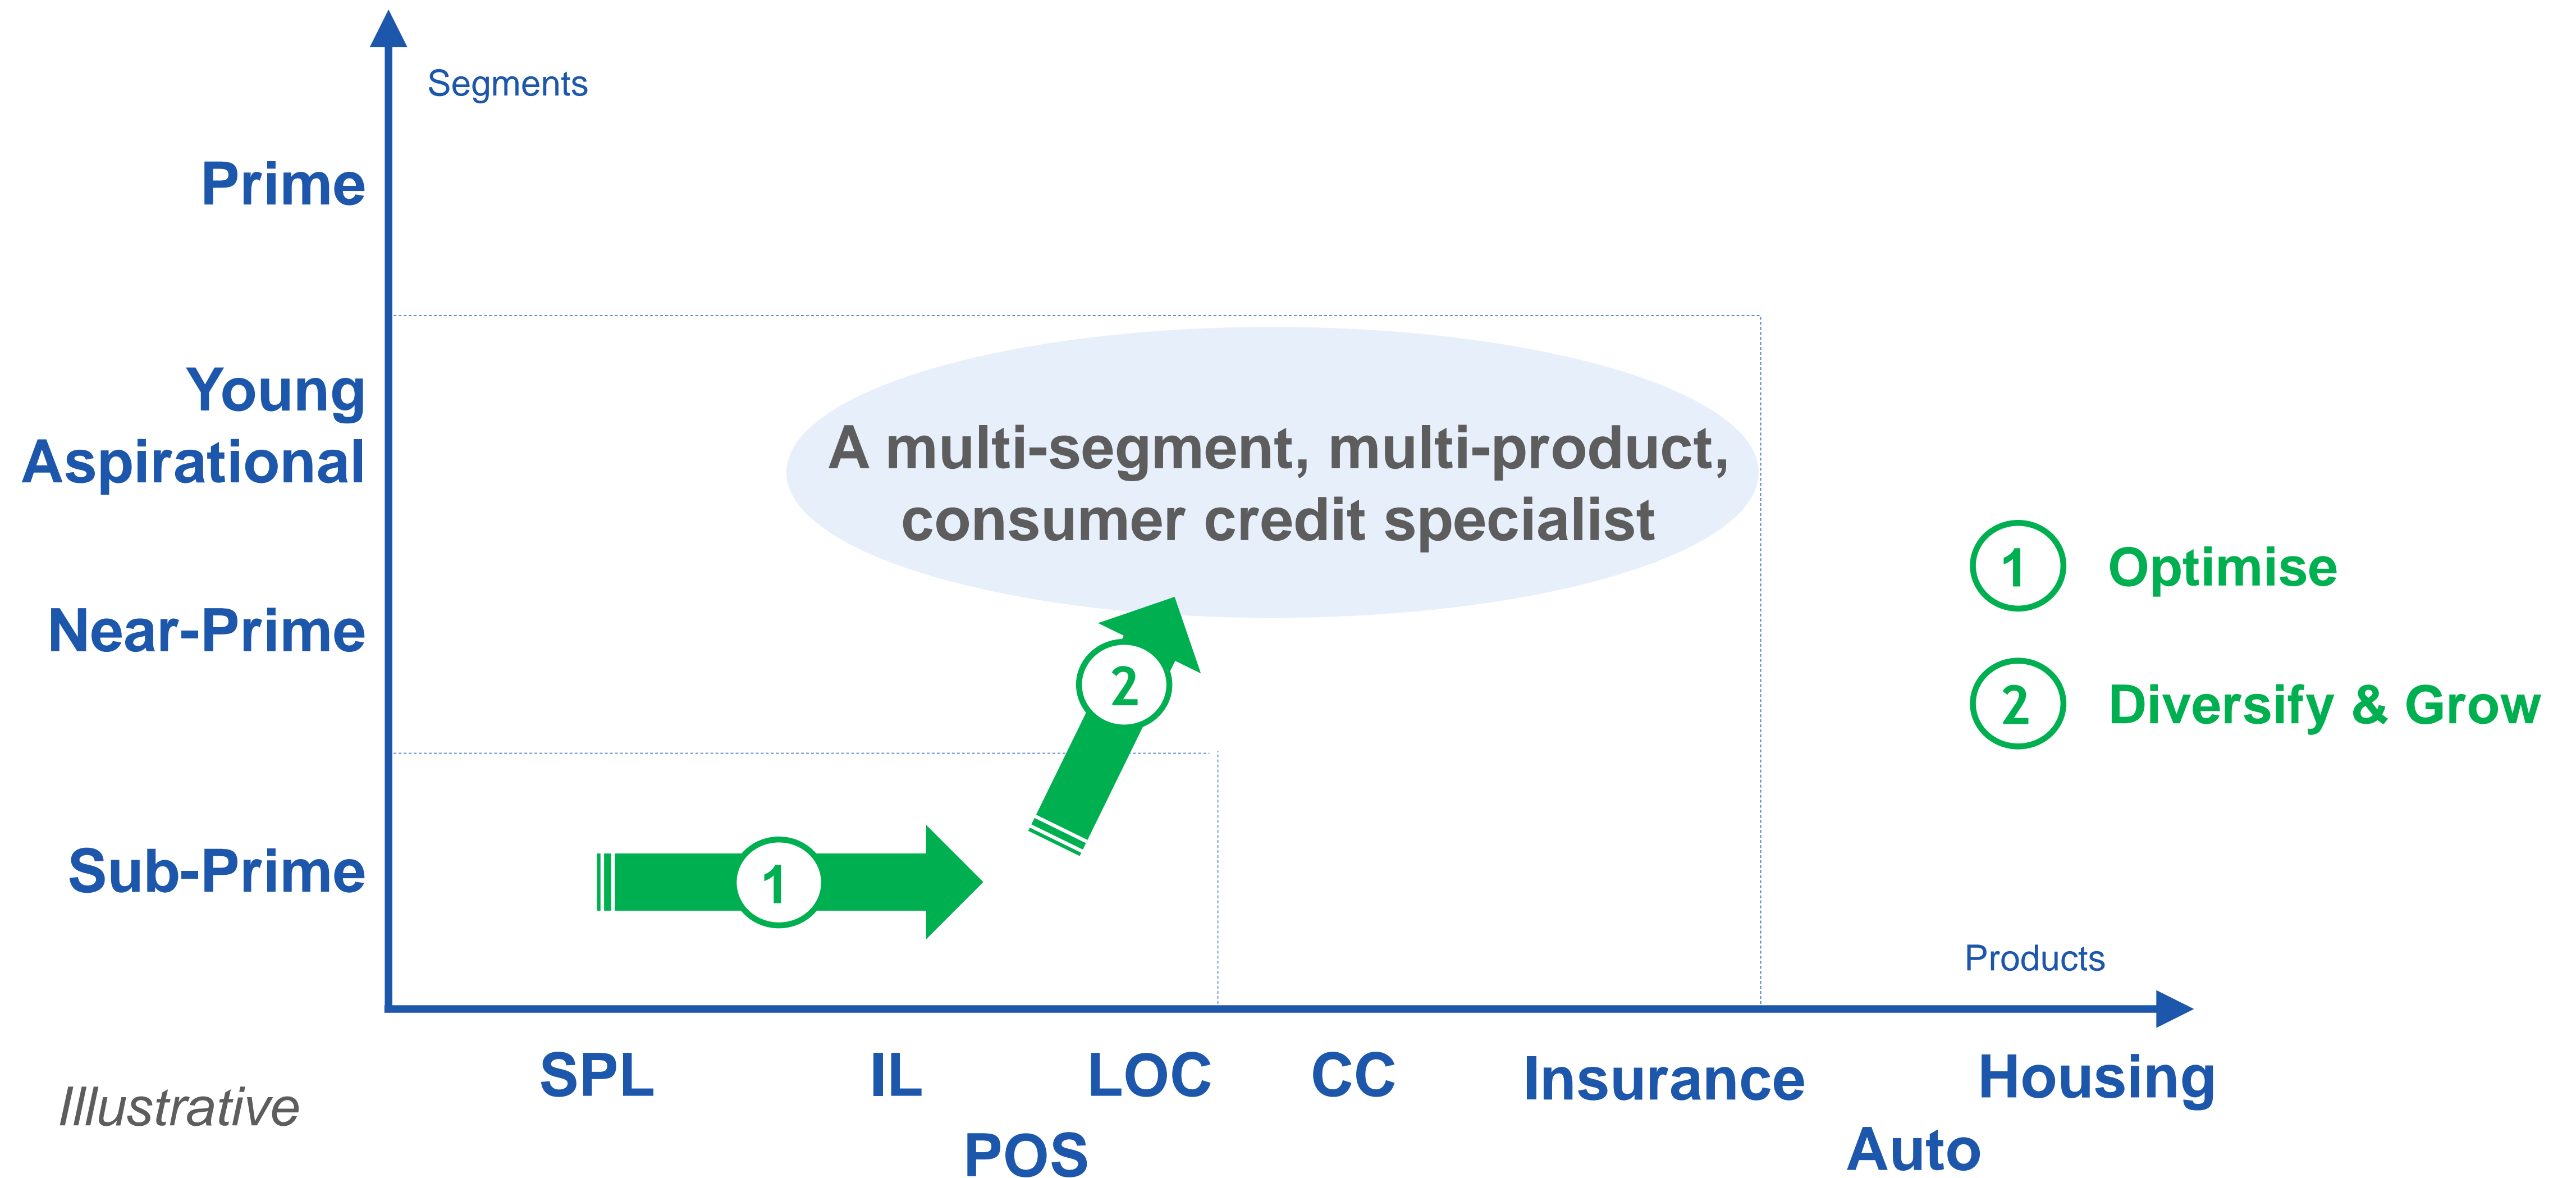 Segments
Prime
Young
Aspirational
A multi-segment, multi-product,
consumer credit specialist
1 Optimise
Near-Prime
2
2 Diversify & Grow
Sub-Prime
1
Products
SPL IL LOC CC Insurance Housing
Illustrative
POS Auto